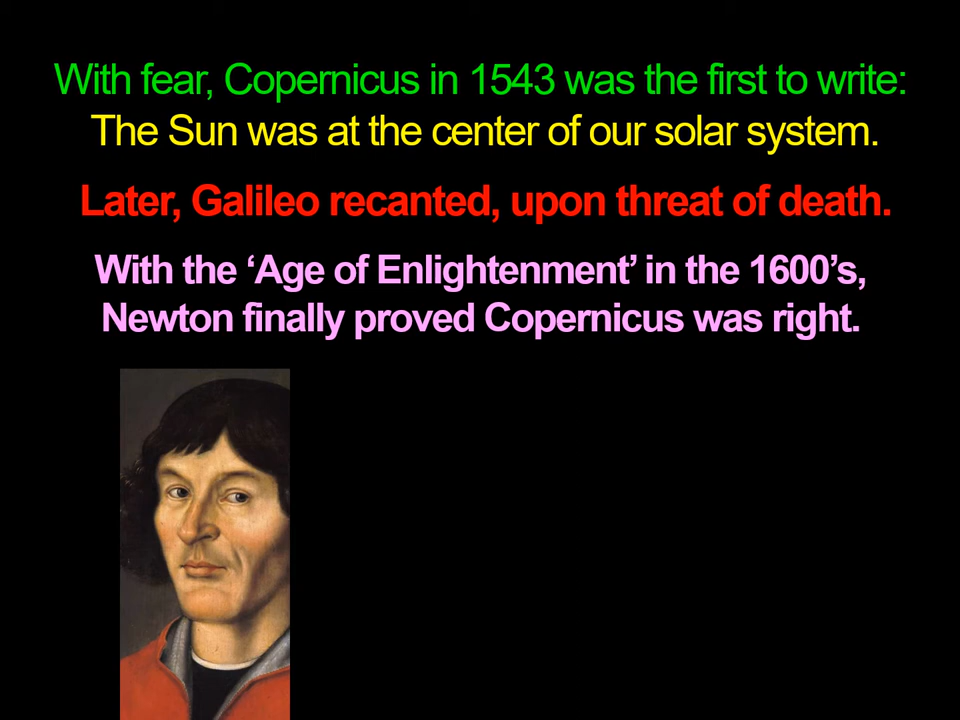 With fear, Copernicus in 1543 was the first to write:
The Sun was at the center of our solar system.
Later, Galileo recanted, upon threat of death.
With the ‘Age of Enlightenment’ in the 1600’s,
Newton finally proved Copernicus was right.